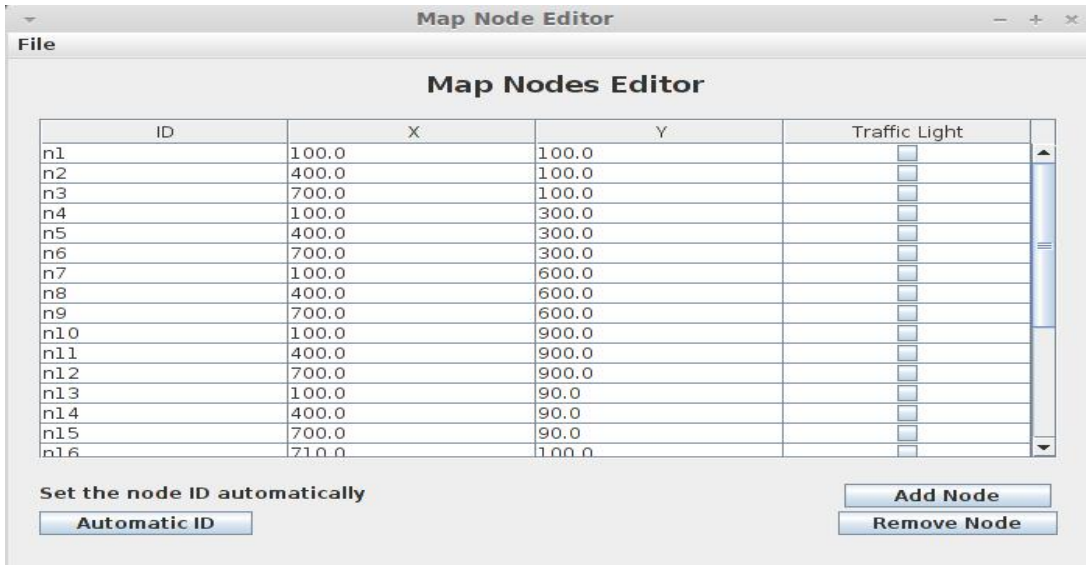 Map Node Editor
File
Map Nodes Editor
ID X Y Traffic Light
n1 100.0 100.0
n2 400.0 100.0
n3 700.0 100.0
n4 100.0 300.0
n5 400.0 300.0
n6 700.0 300.0
n7 100.0 600.0
n8 400.0 600.0
n9 700.0 600.0
n10 100.0 900.0
n11 400.0 900.0
n12 700.0 900.0
n13 100.0 90.0
n14 400.0 90.0
n15 700.0 90.0
n16 710.0 100.0
Set the node ID automatically
Add Node
Automatic ID
Remove Node